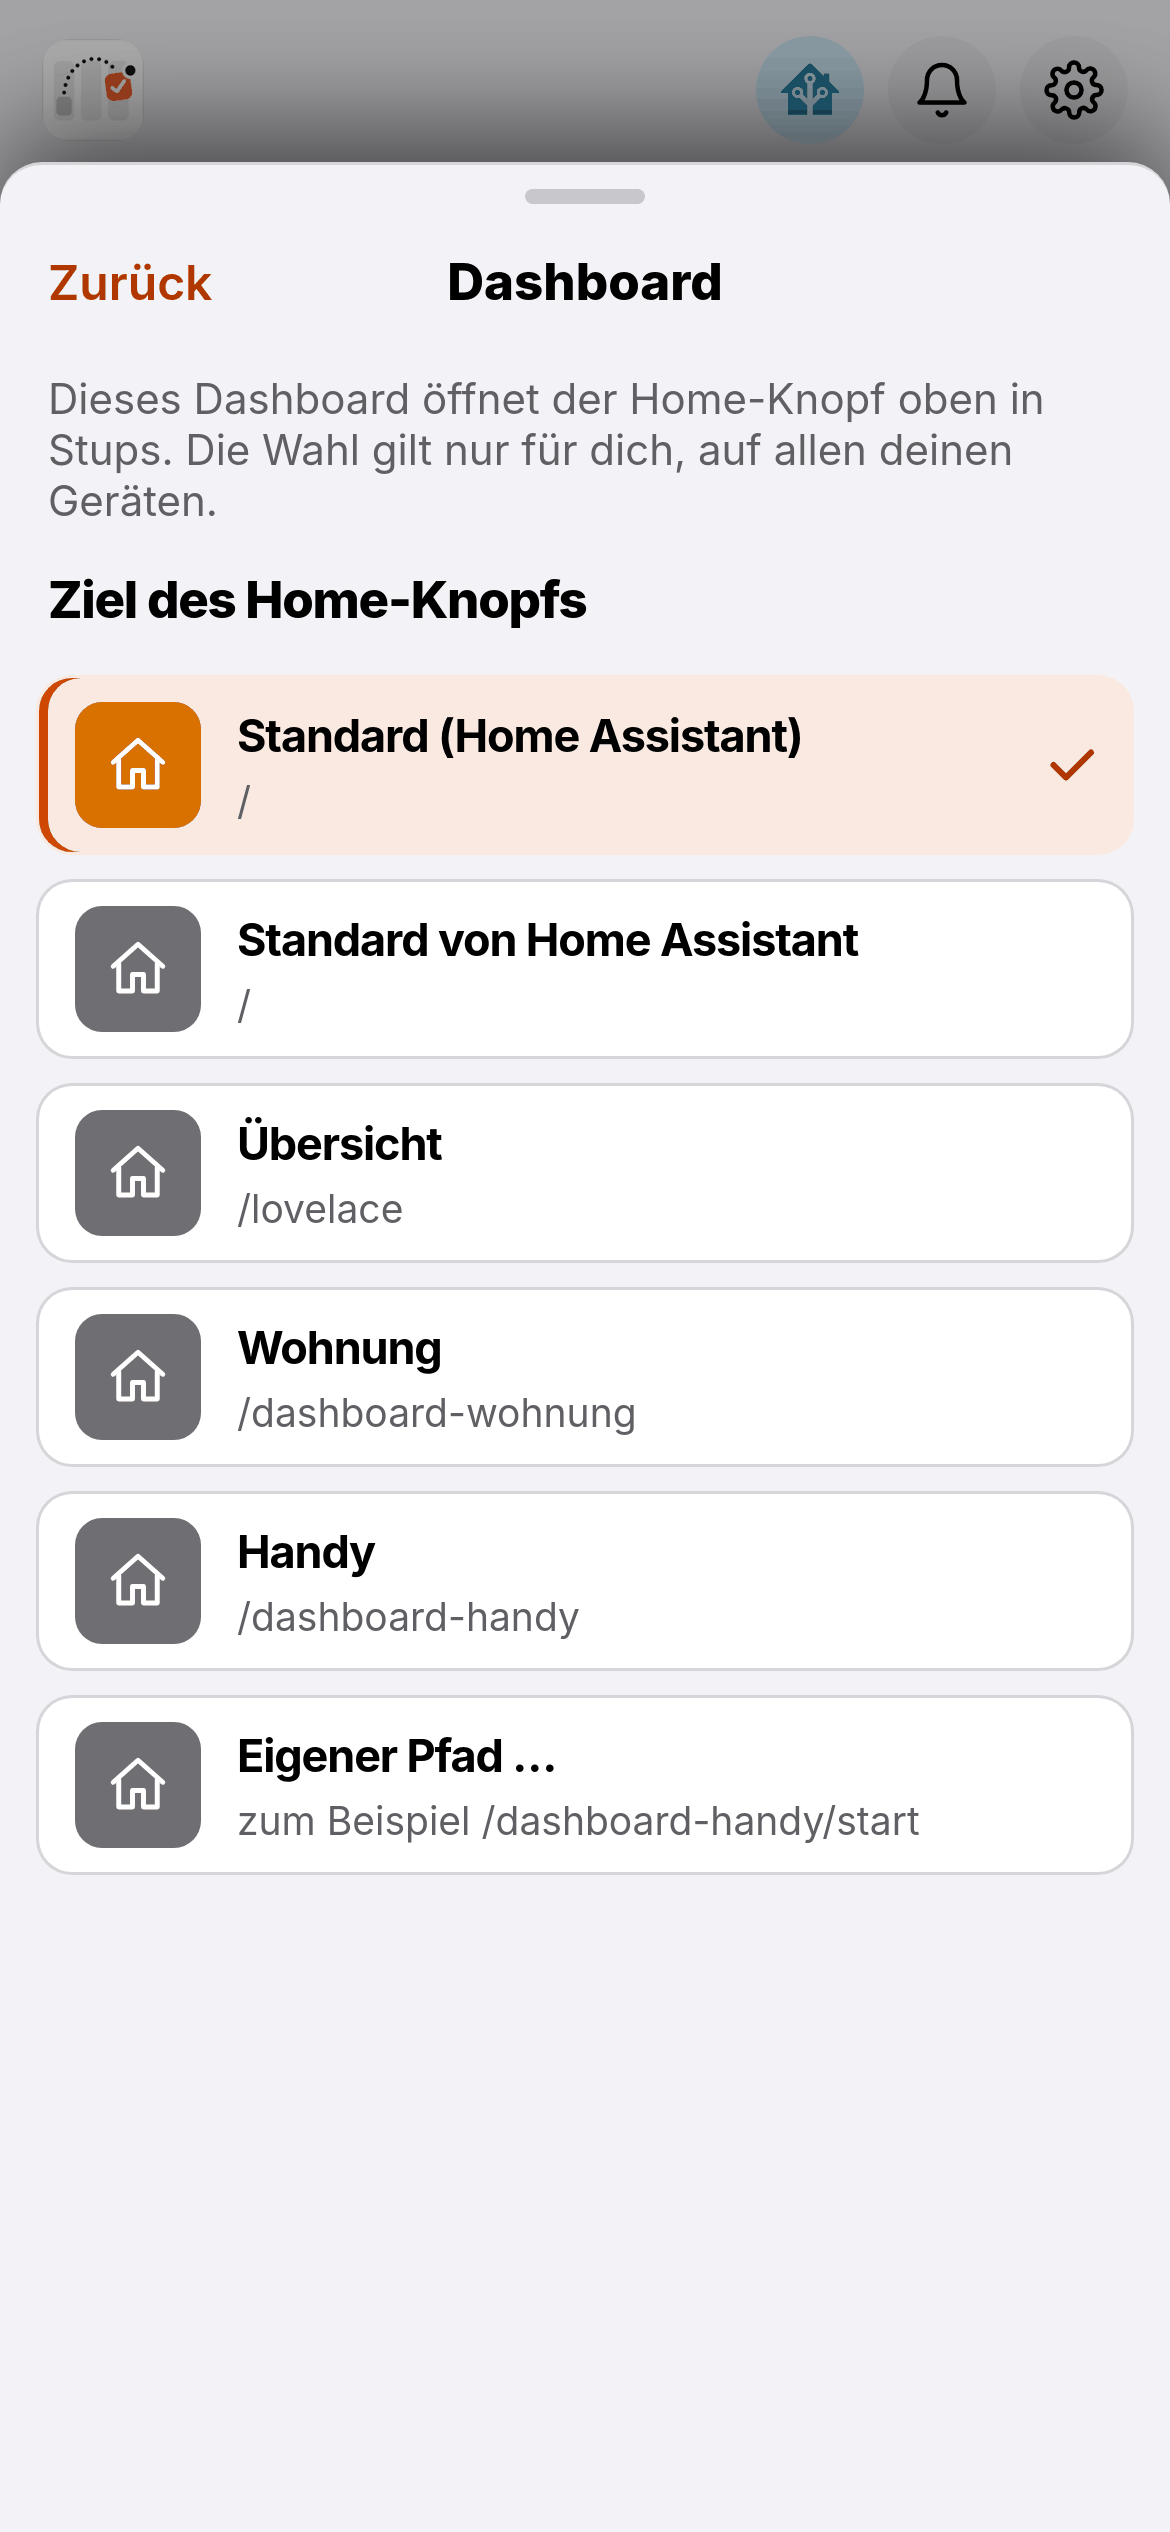 Zurück
Dashboard
Dieses Dashboard öffnet der Home-Knopf oben in
Stups. Die Wahl gilt nur für dich, auf allen deinen
Geräten.
Ziel des Home-Knopfs
Standard (Home Assistant)
/
Standard von Home Assistant
/
Übersicht
/lovelace
Wohnung
/dashboard-wohnung
Handy
/dashboard-handy
Eigener Pfad …
zum Beispiel /dashboard-handy/start